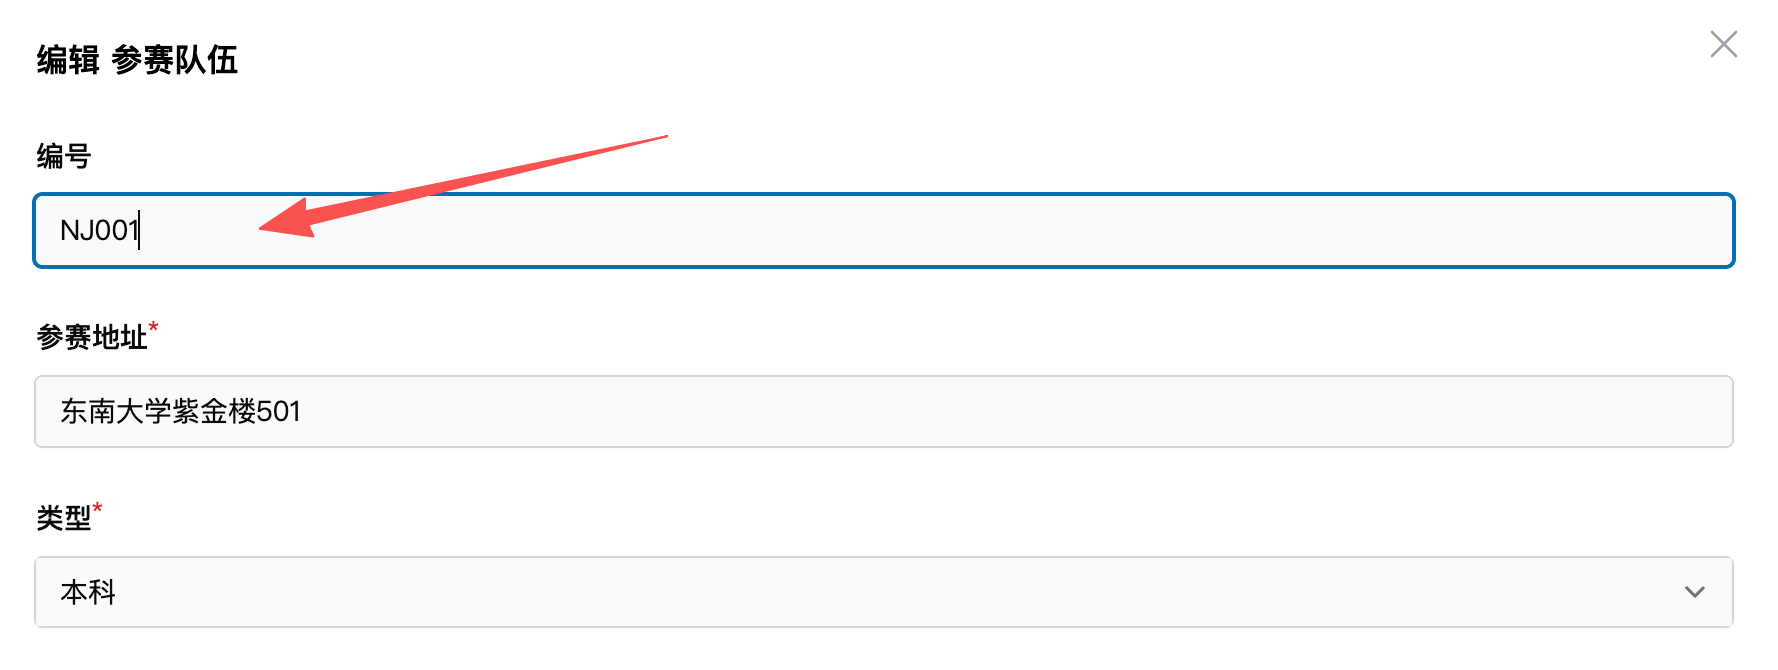 编辑 参赛队伍
编号
NJ001
参赛地址*
东南大学紫金楼501
类型*
本科